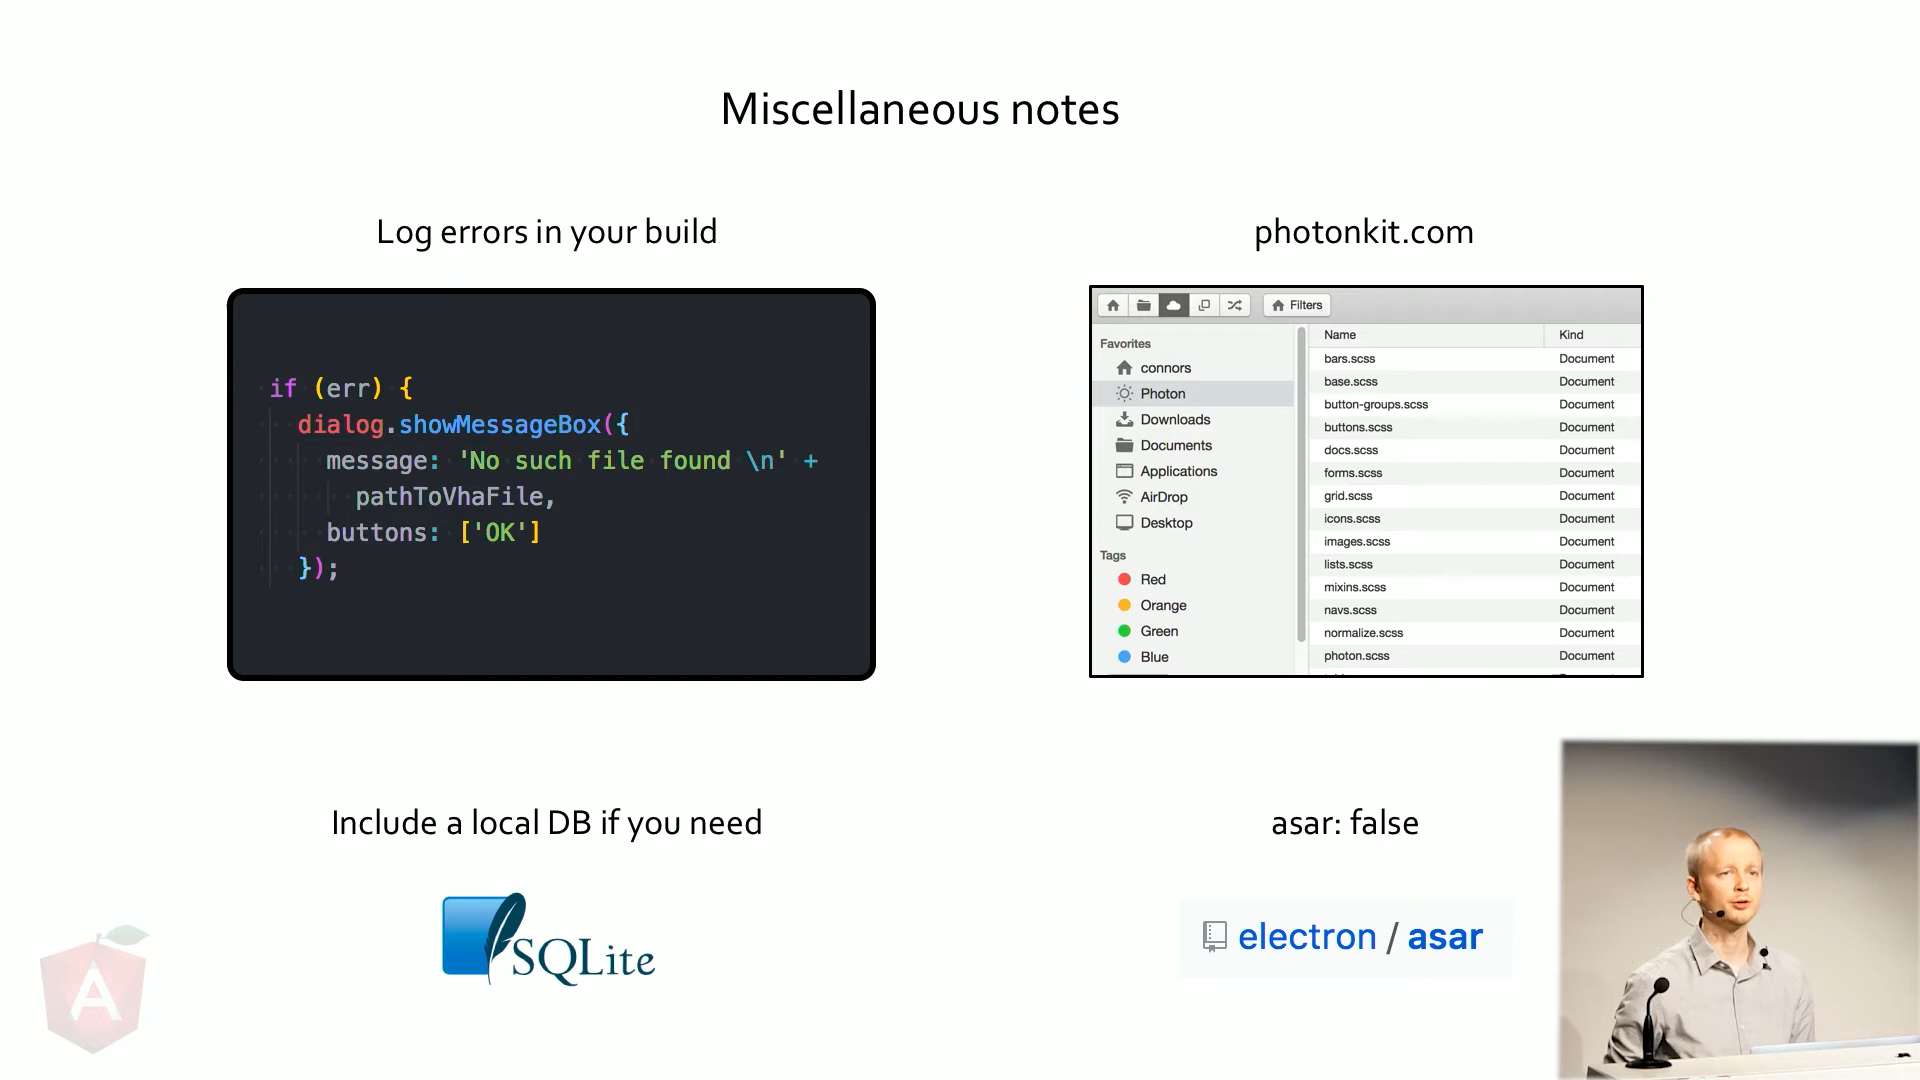 Miscellaneous notes
Log errors in your build
if (err) {
dialog.showMessageBox({
message: 'No such file found \n' +
pathToVhaFile,
buttons: ['OK']
});
photonkit.com
Filters
Favorites
connors
Photon
Downloads
Documents
Applications
AirDrop
Desktop
Tags
Red
Orange
Green
Blue
Name Kind
bars.scss Document
base.scss Document
button-groups.scss Document
buttons.scss Document
docs.scss Document
forms.scss Document
grid.scss Document
icons.scss Document
images.scss Document
lists.scss Document
mixins.scss Document
navs.scss Document
normalize.scss Document
photon.scss Document
Include a local DB if you need
SQLite
asar: false
electron / asar
A